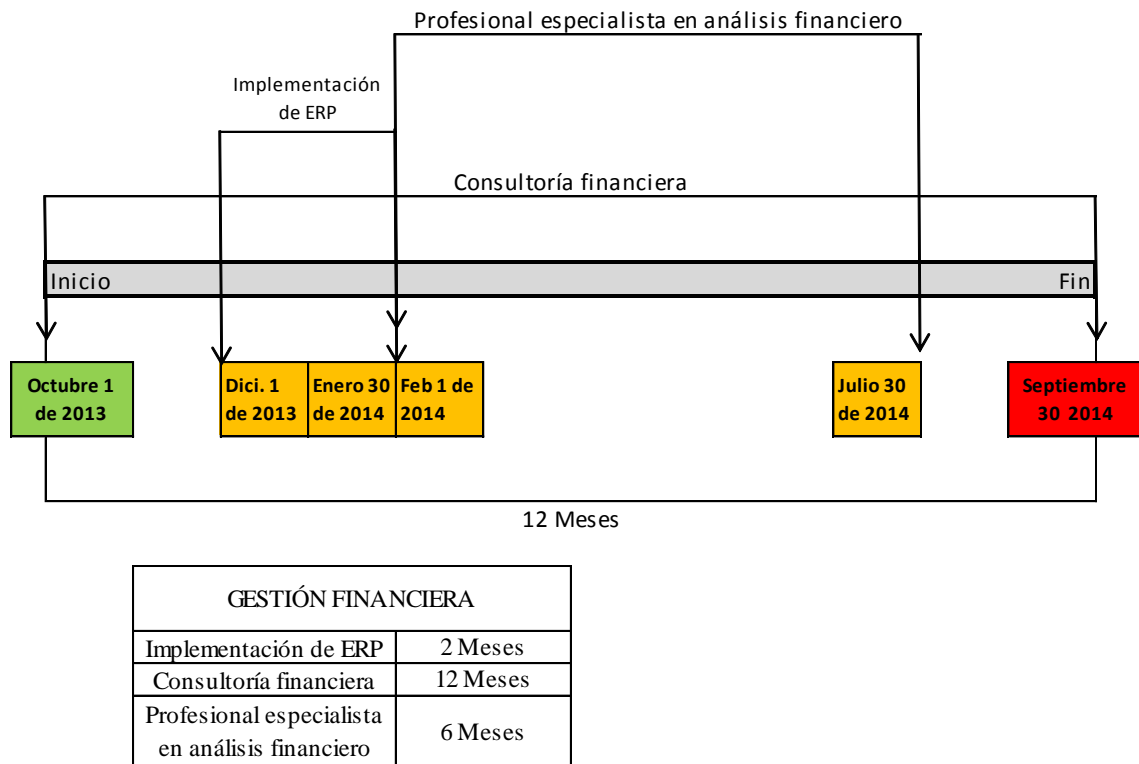 Profesional especialista en análisis financiero
Implementación
de ERP
Consultoría financiera
Inicio
Fin
Octubre 1
de 2013
Dici. 1
de 2013
Enero 30
de 2014
Feb 1 de
2014
Julio 30
de 2014
Septiembre
30 2014
12 Meses
GESTIÓN FINANCIERA
Implementación de ERP
2 Meses
Consultoría financiera
12 Meses
Profesional especialista
en análisis financiero
6 Meses